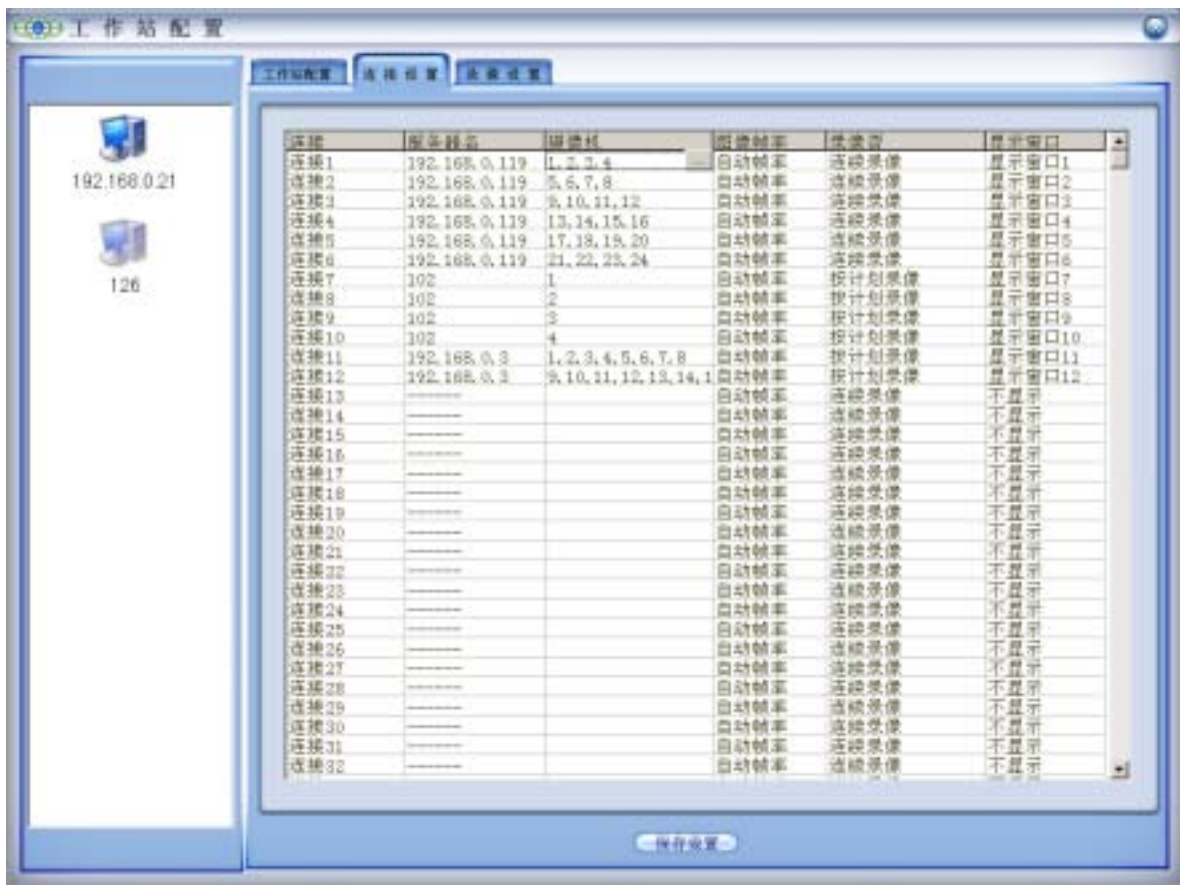 工作站配置
192.168.0.21
126
工作站配置 连接设置
连接 服务器名 图像帧率 显示窗口
连接1 192.168.0.119 1,2,3,4 ... 自动帧率 连续录像 显示窗口1
连接2 192.168.0.119 5,6,7,8 自动帧率 连续录像 显示窗口2
连接3 192.168.0.119 9,10,11,12 自动帧率 连续录像 显示窗口3
连接4 192.168.0.119 13,14,15,16 自动帧率 连续录像 显示窗口4
连接5 192.168.0.119 17,18,19,20 自动帧率 连续录像 显示窗口5
连接6 192.168.0.119 21,22,23,24 自动帧率 连续录像 显示窗口6
连接7 102 1 自动帧率 按计划录像 显示窗口7
连接8 102 2 自动帧率 按计划录像 显示窗口8
连接9 102 3 自动帧率 按计划录像 显示窗口9
连接10 102 4 自动帧率 按计划录像 显示窗口10
连接11 192.168.0.3 1,2,3,4,5,6,7,8 自动帧率 按计划录像 显示窗口11
连接12 192.168.0.3 9,10,11,12,13,14,1 自动帧率 按计划录像 显示窗口12
连接13 ------ 自动帧率 连续录像 不显示
连接14 ------ 自动帧率 连续录像 不显示
连接15 ------ 自动帧率 连续录像 不显示
连接16 ------ 自动帧率 连续录像 不显示
连接17 ------ 自动帧率 连续录像 不显示
连接18 ------ 自动帧率 连续录像 不显示
连接19 ------ 自动帧率 连续录像 不显示
连接20 ------ 自动帧率 连续录像 不显示
连接21 ------ 自动帧率 连续录像 不显示
连接22 ------ 自动帧率 连续录像 不显示
连接23 ------ 自动帧率 连续录像 不显示
连接24 ------ 自动帧率 连续录像 不显示
连接25 ------ 自动帧率 连续录像 不显示
连接26 ------ 自动帧率 连续录像 不显示
连接27 ------ 自动帧率 连续录像 不显示
连接28 ------ 自动帧率 连续录像 不显示
连接29 ------ 自动帧率 连续录像 不显示
连接30 ------ 自动帧率 连续录像 不显示
连接31 ------ 自动帧率 连续录像 不显示
连接32 ------ 自动帧率 连续录像 不显示
保存设置